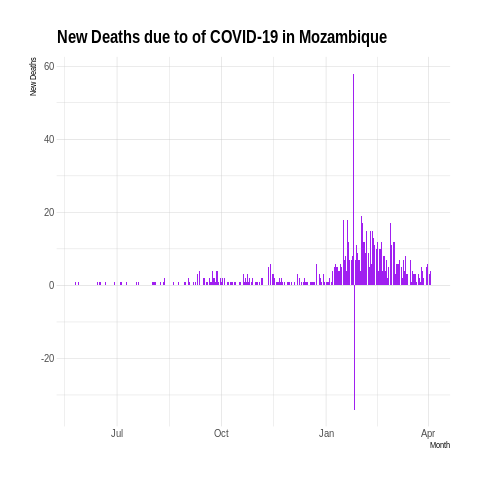 New Deaths due to of COVID-19 in Mozambique
New Deaths
60
40
20
0
-20
Jul Oct Jan Apr
Month